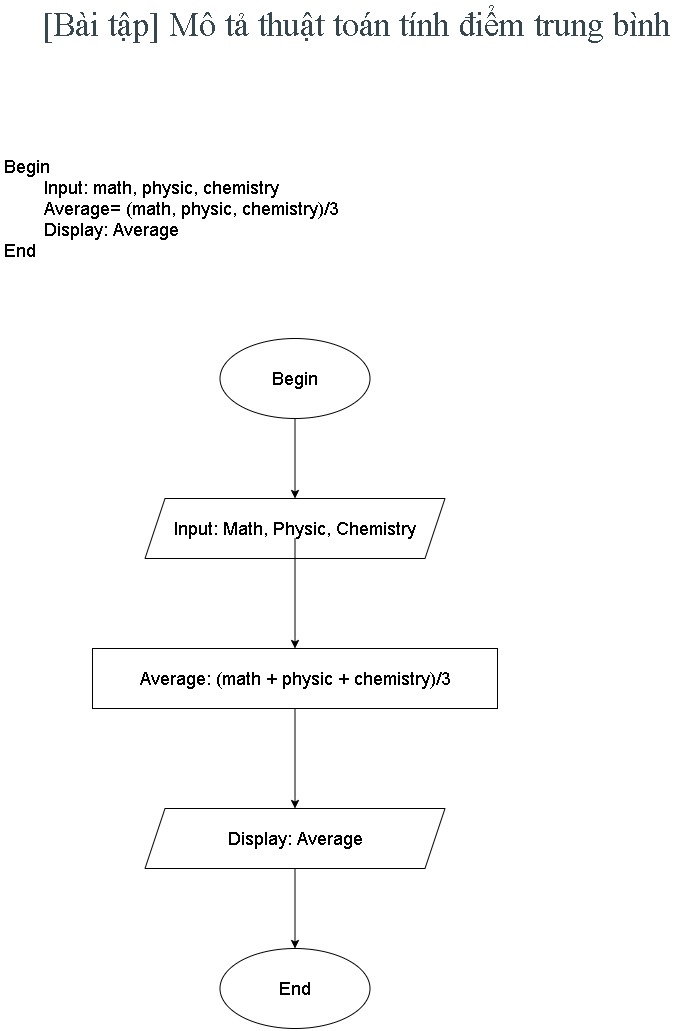 [Bài tập] Mô tả thuật toán tính điểm trung bình
Begin
Input: math, physic, chemistry
Average= (math, physic, chemistry)/3
Display: Average
End
Begin
Input: Math, Physic, Chemistry
Average: (math + physic + chemistry)/3
Display: Average
End